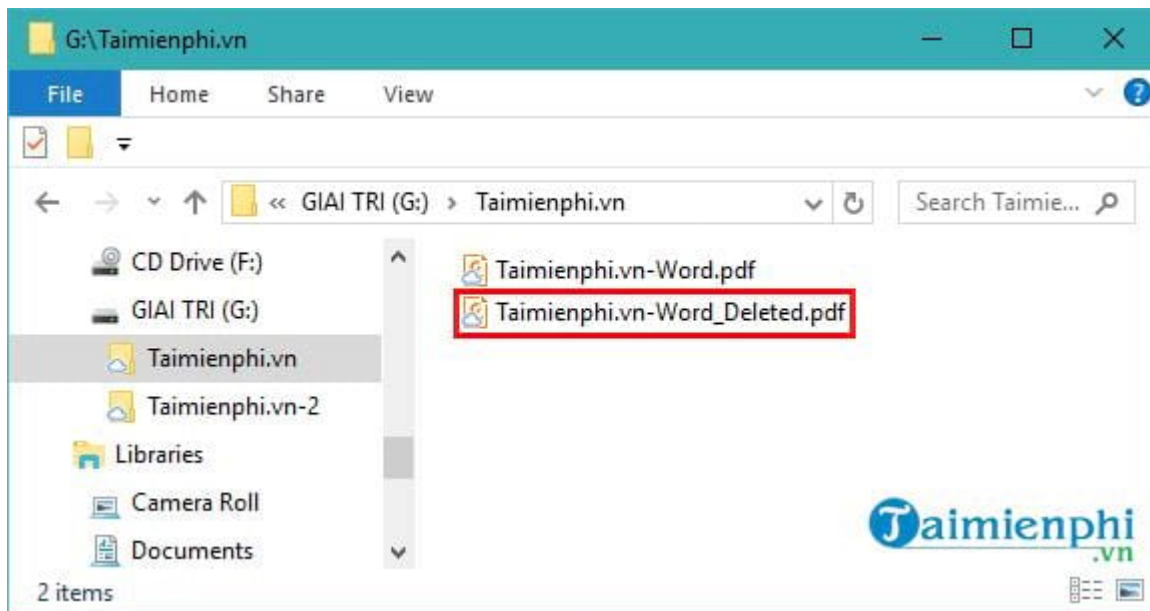 G:\Taimienphi.vn
File Home Share View
« GIAI TRI (G:) › Taimienphi.vn
Search Taimie...
CD Drive (F:)
GIAI TRI (G:)
Taimienphi.vn
Taimienphi.vn-2
Libraries
Camera Roll
Documents
Taimienphi.vn-Word.pdf
Taimienphi.vn-Word_Deleted.pdf
Taimienphi
.vn
2 items